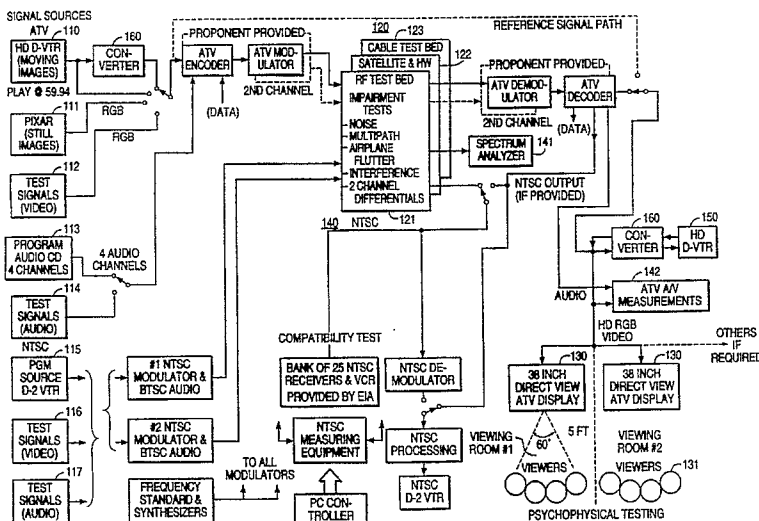 SIGNAL SOURCES
ATV
110
HD D-VTR
(MOVING
IMAGES)
PLAY @ 59.94
160
CON-
VERTER
111
PIXAR
(STILL
IMAGES)
RGB
RGB
112
TEST
SIGNALS
(VIDEO)
113
PROGRAM
AUDIO CD
4 CHANNELS
4 AUDIO
CHANNELS
114
TEST
SIGNALS
(AUDIO)
NTSC
115
PGM
SOURCE
D-2 VTR
116
TEST
SIGNALS
(VIDEO)
117
TEST
SIGNALS
(AUDIO)
PROPONENT PROVIDED
ATV
ENCODER
ATV MOD-
ULATOR
2ND CHANNEL
(DATA)
120
123
CABLE TEST BED
122
SATELLITE & HW
RF TEST BED
IMPAIRMENT
TESTS
NOISE
MULTIPATH
AIRPLANE
FLUTTER
INTERFERENCE
2 CHANNEL
DIFFERENTIALS
121
REFERENCE SIGNAL PATH
PROPONENT PROVIDED
ATV DEMOD-
ULATOR
ATV
DECODER
2ND CHANNEL
(DATA)
SPECTRUM
ANALYZER
141
NTSC OUTPUT
(IF PROVIDED)
140
NTSC
160
CON-
VERTER
150
HD
D-VTR
142
AUDIO
ATV A/V
MEASUREMENTS
HD RGB
VIDEO
OTHERS
IF
REQUIRED
#1 NTSC
MODULATOR &
BTSC AUDIO
#2 NTSC
MODULATOR &
BTSC AUDIO
COMPATIBILITY TEST
BANK OF 25 NTSC
RECEIVERS & VCR
PROVIDED BY EIA
NTSC DE-
MODULATOR
130
38 INCH
DIRECT VIEW
ATV DISPLAY
130
38 INCH
DIRECT VIEW
ATV DISPLAY
NTSC
MEASURING
EQUIPMENT
NTSC
PROCESSING
NTSC
D-2 VTR
VIEWING
ROOM #1
60°
5 FT
VIEWERS
VIEWING
ROOM #2
VIEWERS
131
TO ALL
MODULATORS
FREQUENCY
STANDARD &
SYNTHESIZERS
PC CON-
TROLLER
PSYCHOPHYSICAL TESTING